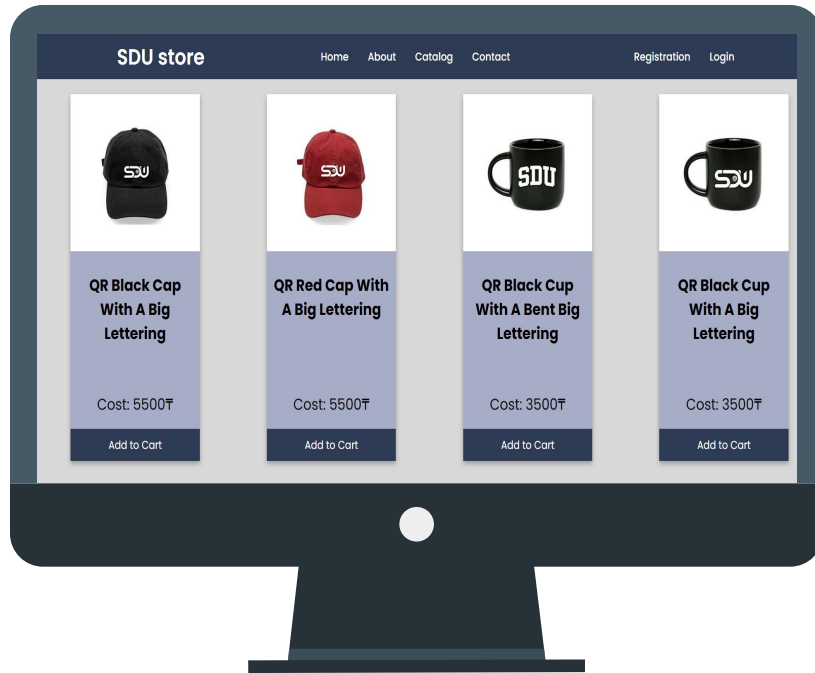 SDU store Home About Catalog Contact Registration Login
SDU SDU SDU SDU
QR Black Cap QR Red Cap With QR Black Cup QR Black Cup
With A Big A Big Lettering With A Bent Big With A Big
Lettering Lettering Lettering
Cost: 5500₸ Cost: 5500₸ Cost: 3500₸ Cost: 3500₸
Add to Cart Add to Cart Add to Cart Add to Cart